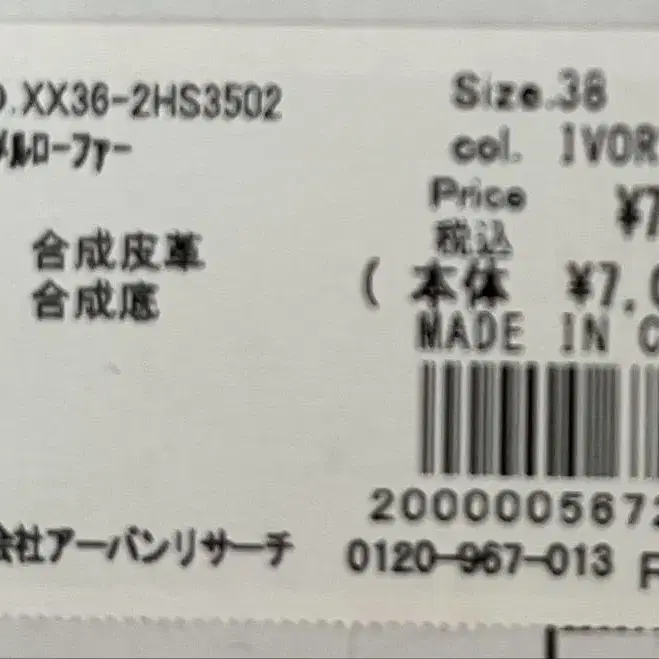 .XX36-2HS3502
Size.38
ﾒﾙﾛｰﾌｧｰ
col. IVOR
Price
¥7
税込
合成皮革
(本体 ¥7,0
合成底
MADE IN C
2000005672
会社アーバンリサーチ
0120-967-013
F